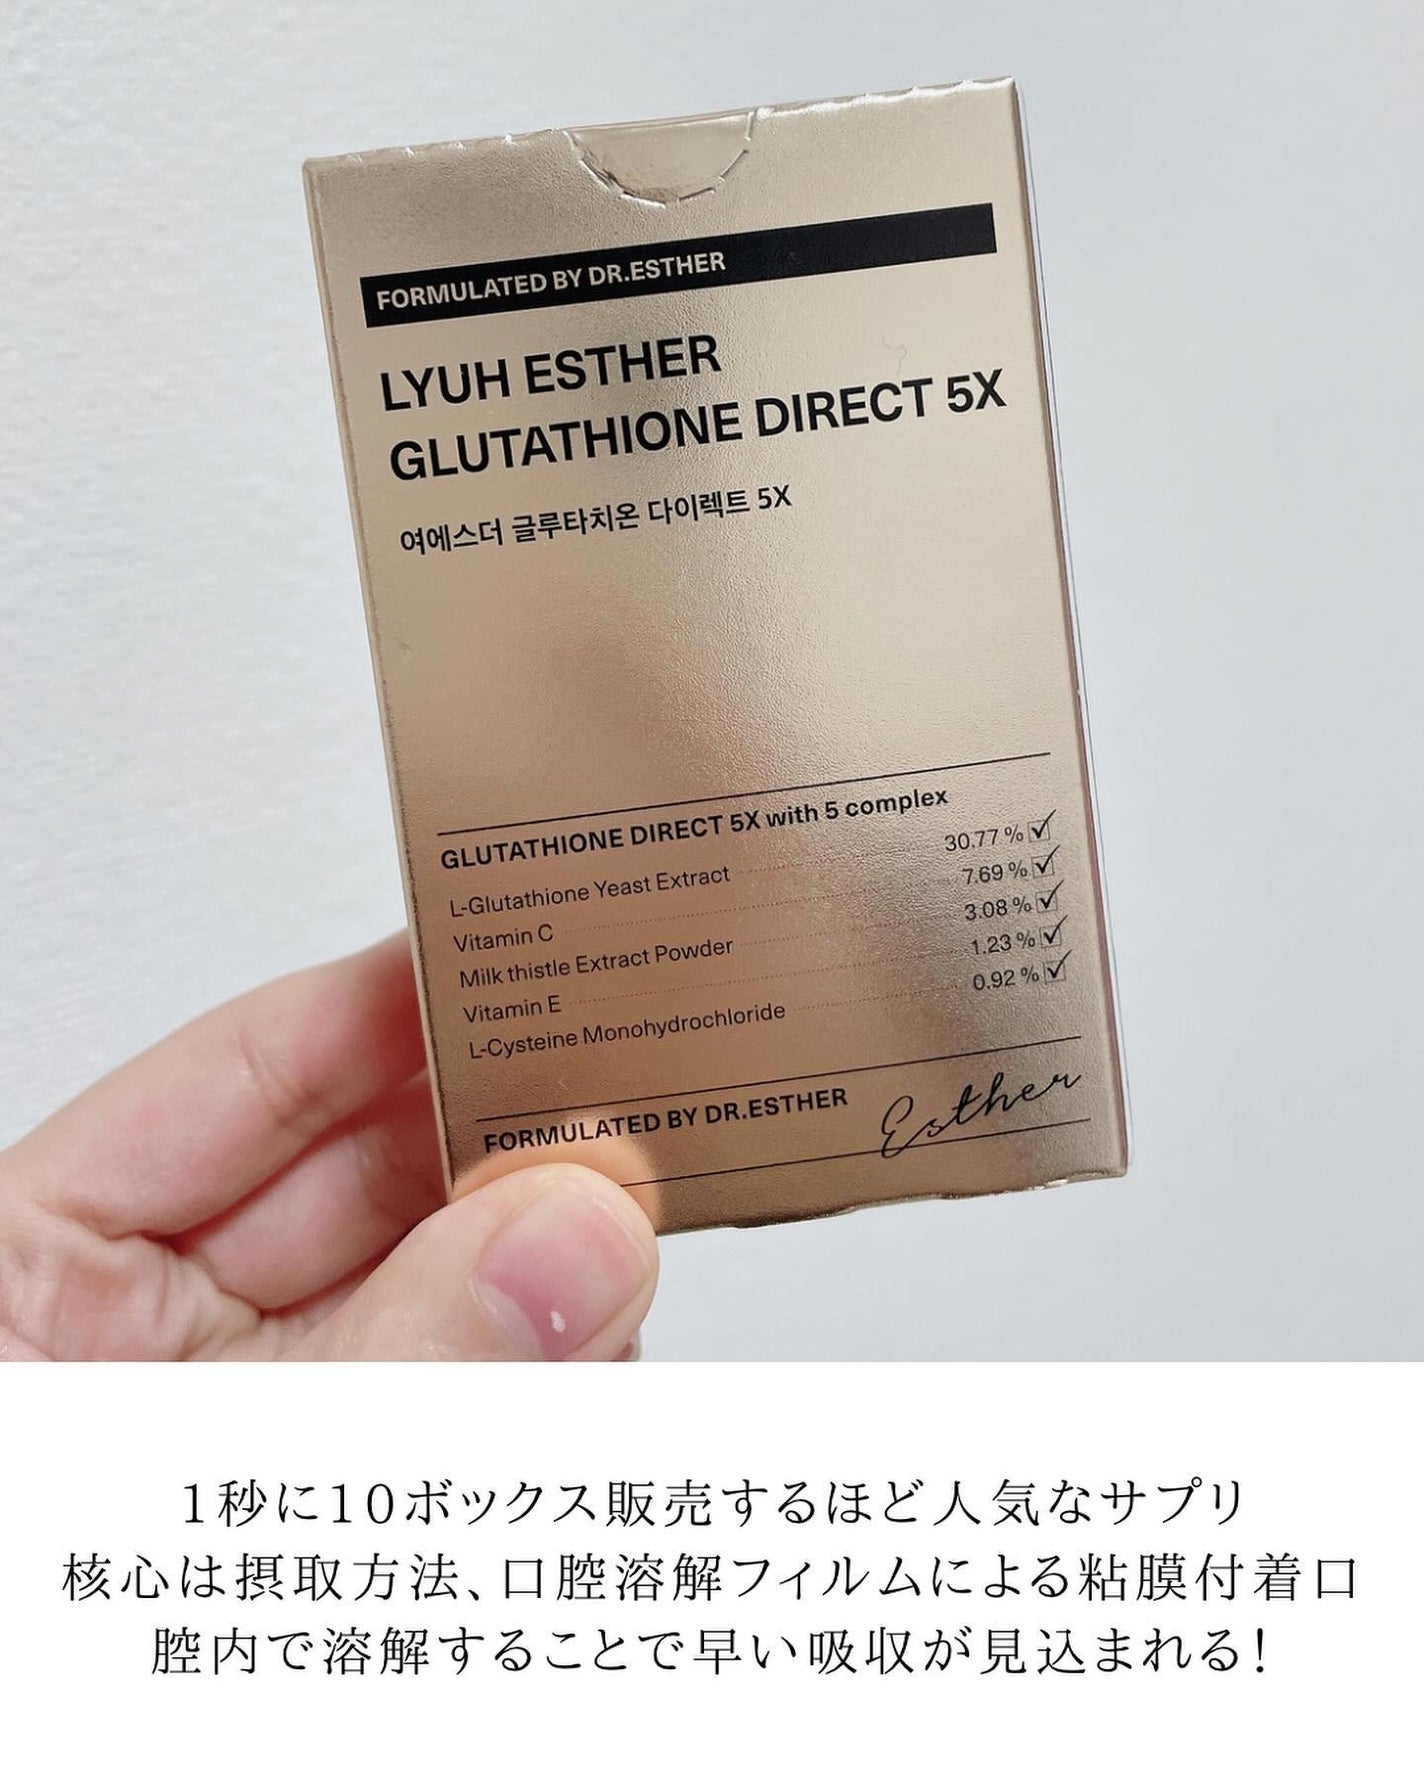 FORMULATED BY DR.ESTHER
LYUH ESTHER
GLUTATHIONE DIRECT 5X
여에스더 글루타치온 다이렉트 5X
GLUTATHIONE DIRECT 5X with 5 complex
L-Glutathione Yeast Extract 30.77 %
Vitamin C 7.69 %
Milk thistle Extract Powder 3.08 %
Vitamin E 1.23 %
L-Cysteine Monohydrochloride 0.92 %
FORMULATED BY DR.ESTHER Esther
1秒に10ボックス販売するほど人気なサプリ
核心は摂取方法、口腔溶解フィルムによる粘膜付着口
腔内で溶解することで早い吸収が見込まれる!